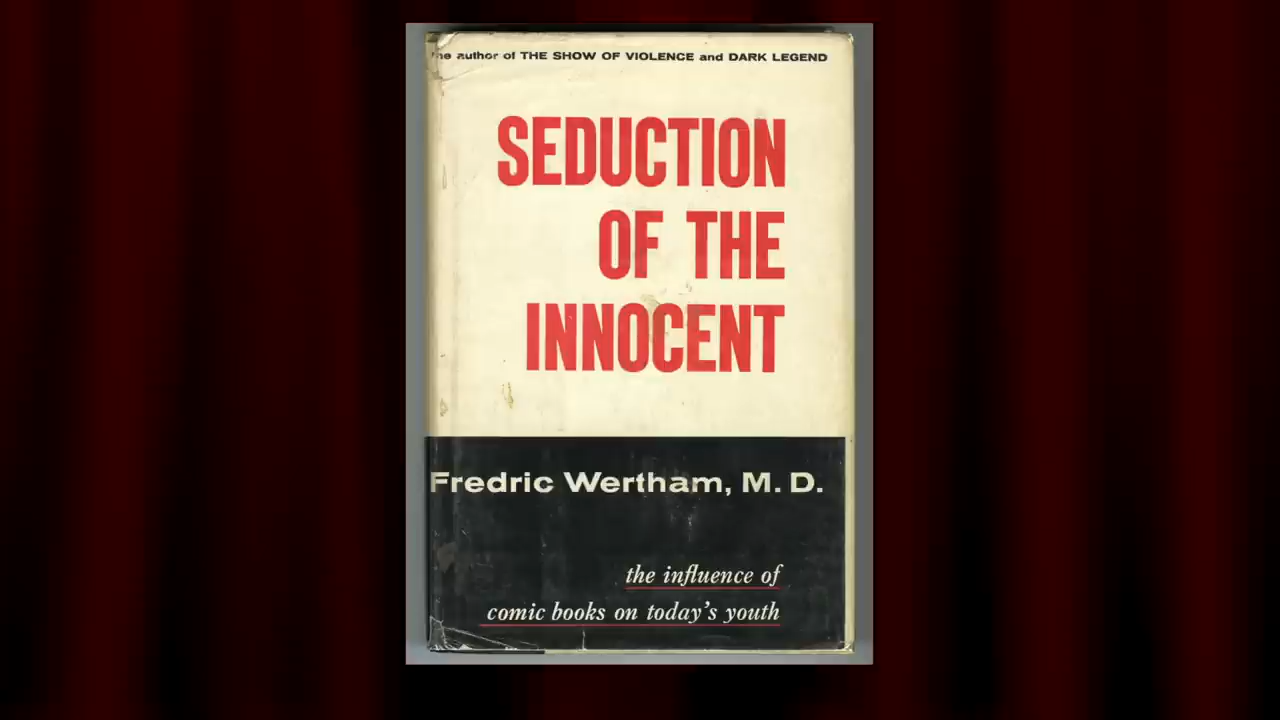 he author of THE SHOW OF VIOLENCE and DARK LEGEND
SEDUCTION
OF THE
INNOCENT
Fredric Wertham, M. D.
the influence of
comic books on today's youth